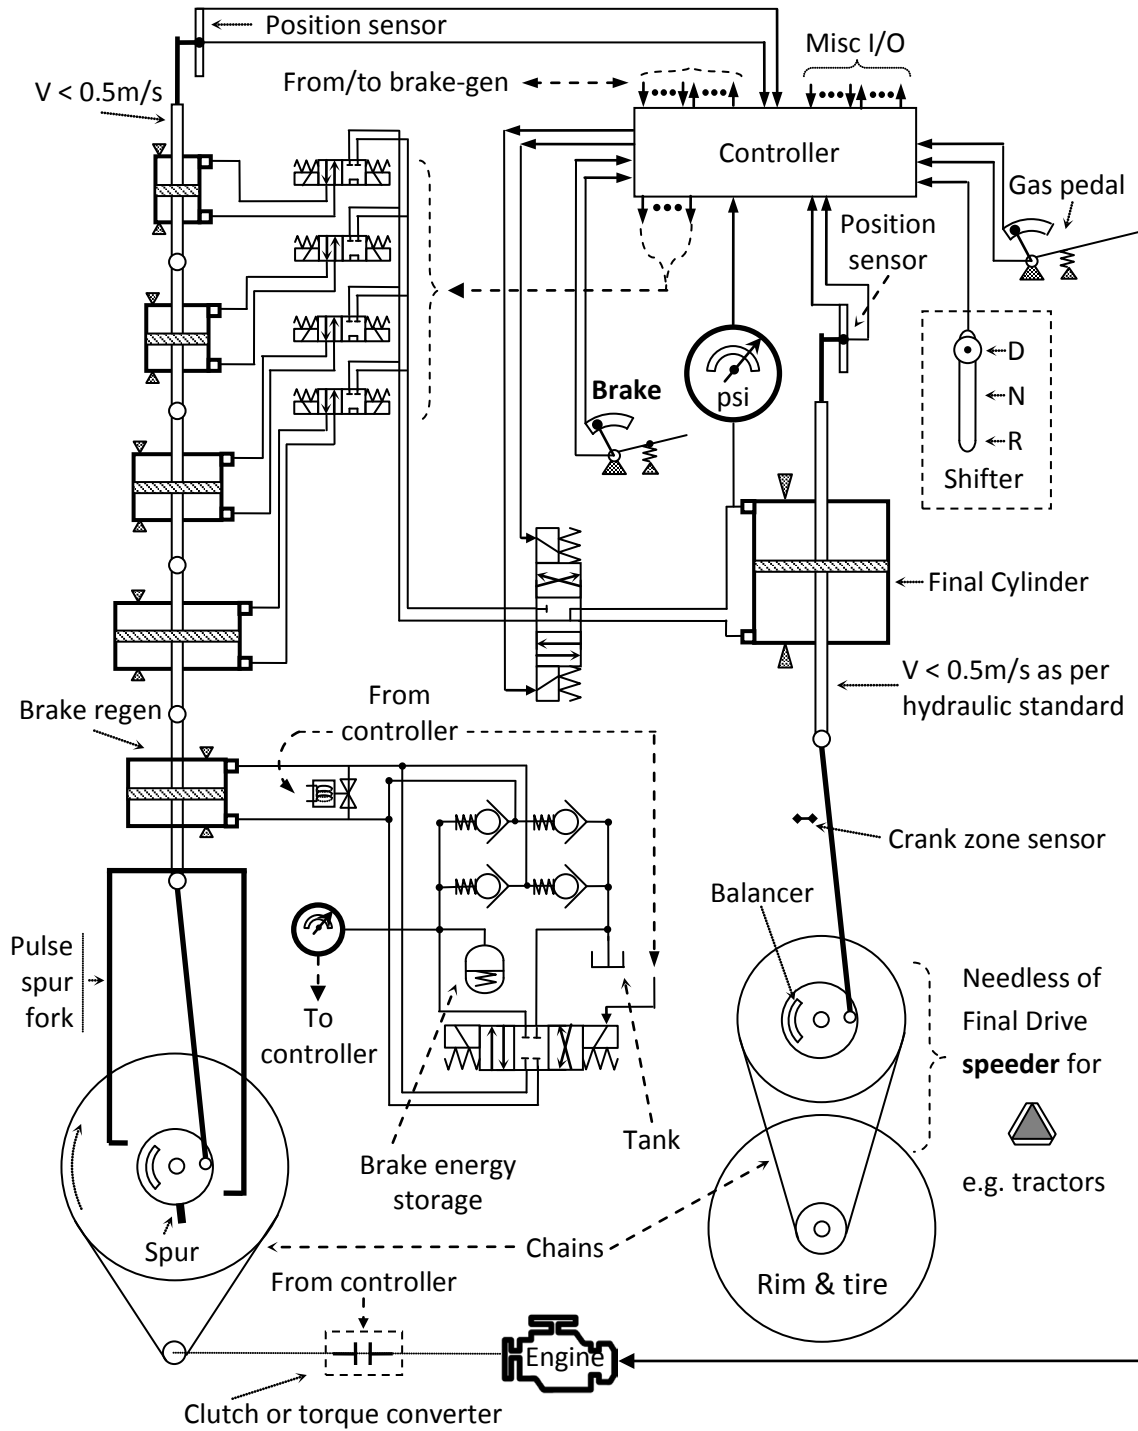 Position sensor
Misc I/O
From/to brake-gen
V < 0.5m/s
Controller
Gas pedal
Position
sensor
D
Brake
psi
N
R
Shifter
Final Cylinder
V < 0.5m/s as per
hydraulic standard
From
controller
Brake regen
Crank zone sensor
Balancer
Pulse
spur
fork
To
controller
Needless of
Final Drive
speeder for
e.g. tractors
Tank
Brake energy
storage
Spur
Chains
From controller
Rim & tire
Engine
Clutch or torque converter